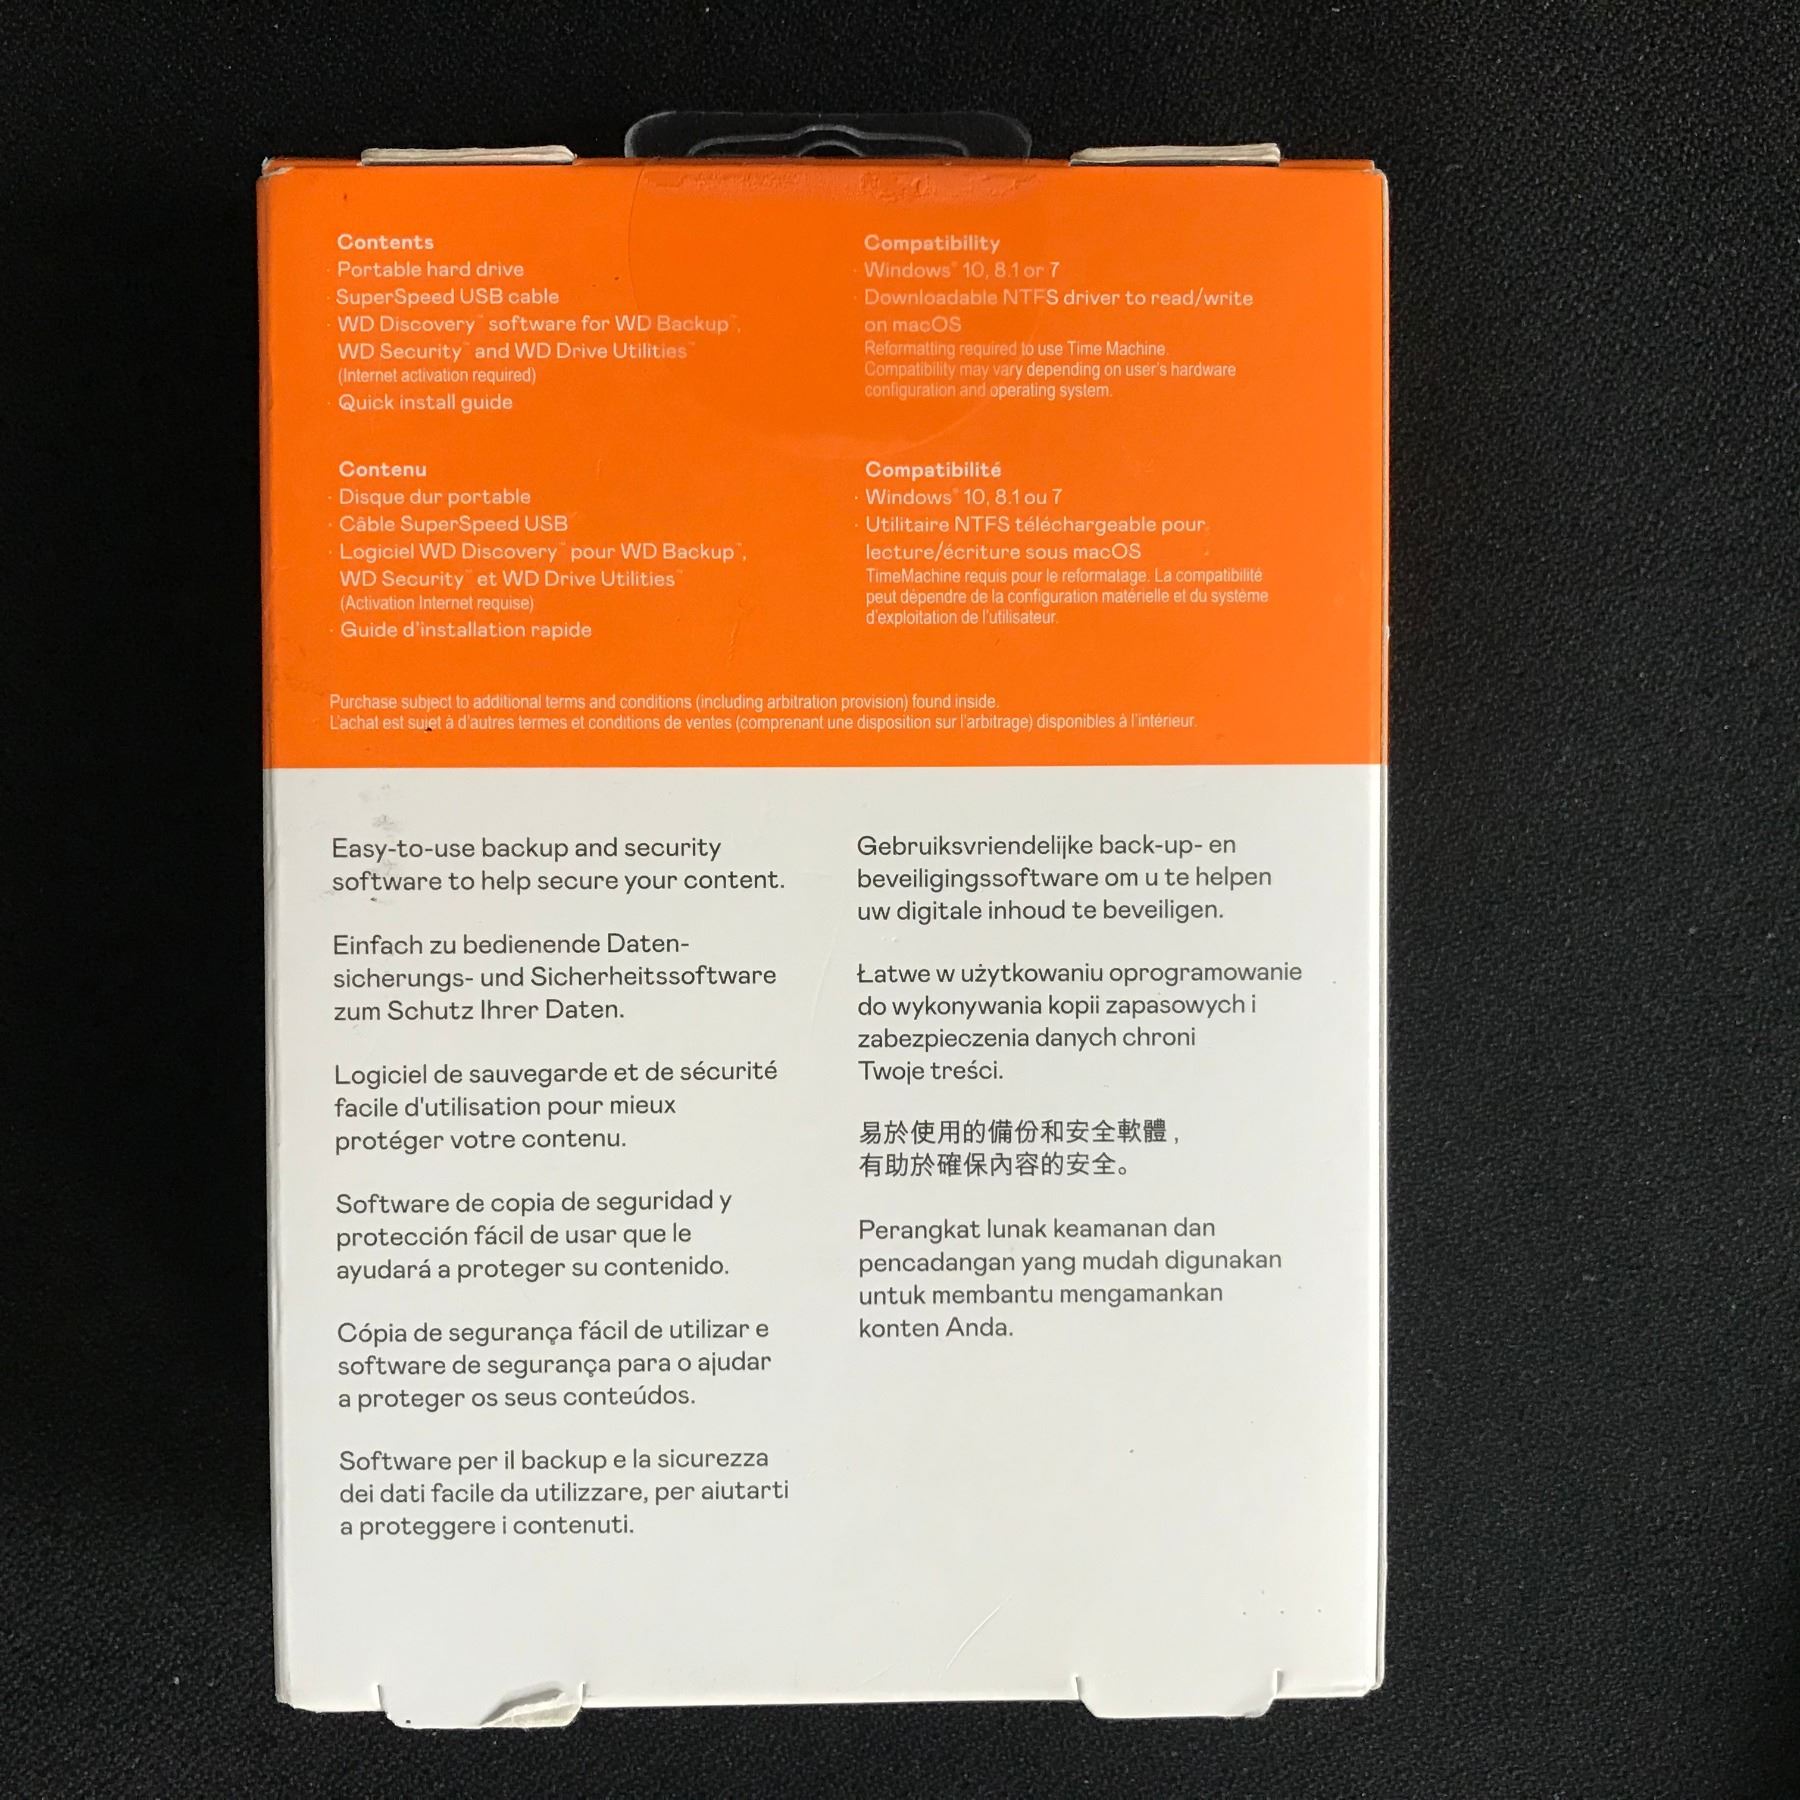 Contents
· Portable hard drive
· SuperSpeed USB cable
· WD Discovery™ software for WD Backup™,
WD Security™ and WD Drive Utilities™
(Internet activation required)
· Quick install guide
Compatibility
· Windows® 10, 8.1 or 7
· Downloadable NTFS driver to read/write
on macOS
Reformatting required to use Time Machine.
Compatibility may vary depending on user's hardware
configuration and operating system.
Contenu
· Disque dur portable
· Câble SuperSpeed USB
· Logiciel WD Discovery™ pour WD Backup™,
WD Security™ et WD Drive Utilities™
(Activation Internet requise)
· Guide d'installation rapide
Compatibilité
· Windows® 10, 8.1 ou 7
· Utilitaire NTFS téléchargeable pour
lecture/écriture sous macOS
TimeMachine requis pour le reformatage. La compatibilité
peut dépendre de la configuration matérielle et du système
d'exploitation de l'utilisateur.
Purchase subject to additional terms and conditions (including arbitration provision) found inside.
L'achat est sujet à d'autres termes et conditions de ventes (comprenant une disposition sur l'arbitrage) disponibles à l'intérieur.
Easy-to-use backup and security
software to help secure your content.
Einfach zu bedienende Daten-
sicherungs- und Sicherheitssoftware
zum Schutz Ihrer Daten.
Logiciel de sauvegarde et de sécurité
facile d'utilisation pour mieux
protéger votre contenu.
Software de copia de seguridad y
protección fácil de usar que le
ayudará a proteger su contenido.
Cópia de segurança fácil de utilizar e
software de segurança para o ajudar
a proteger os seus conteúdos.
Software per il backup e la sicurezza
dei dati facile da utilizzare, per aiutarti
a proteggere i contenuti.
Gebruiksvriendelijke back-up- en
beveiligingssoftware om u te helpen
uw digitale inhoud te beveiligen.
Łatwe w użytkowaniu oprogramowanie
do wykonywania kopii zapasowych i
zabezpieczenia danych chroni
Twoje treści.
易於使用的備份和安全軟體，
有助於確保內容的安全。
Perangkat lunak keamanan dan
pencadangan yang mudah digunakan
untuk membantu mengamankan
konten Anda.